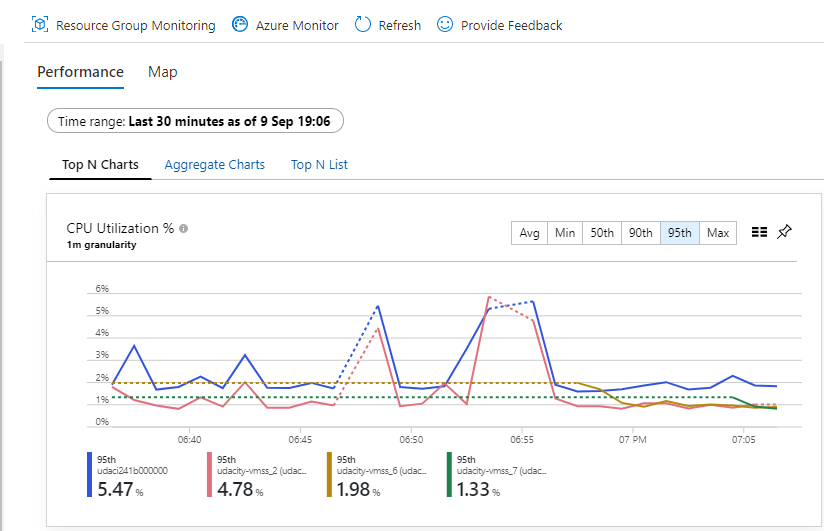 Resource Group Monitoring Azure Monitor Refresh Provide Feedback
Performance Map
Time range: Last 30 minutes as of 9 Sep 19:06
Top N Charts Aggregate Charts Top N List
CPU Utilization %
1m granularity
Avg Min 50th 90th 95th Max
6%
5%
4%
3%
2%
1%
0%
06:40 06:45 06:50 06:55 07 PM 07:05
95th 95th 95th 95th
udaci241b000000 udacity-vmss_2 (udac... udacity-vmss_6 (udac... udacity-vmss_7 (udac...
5.47 % 4.78 % 1.98 % 1.33 %